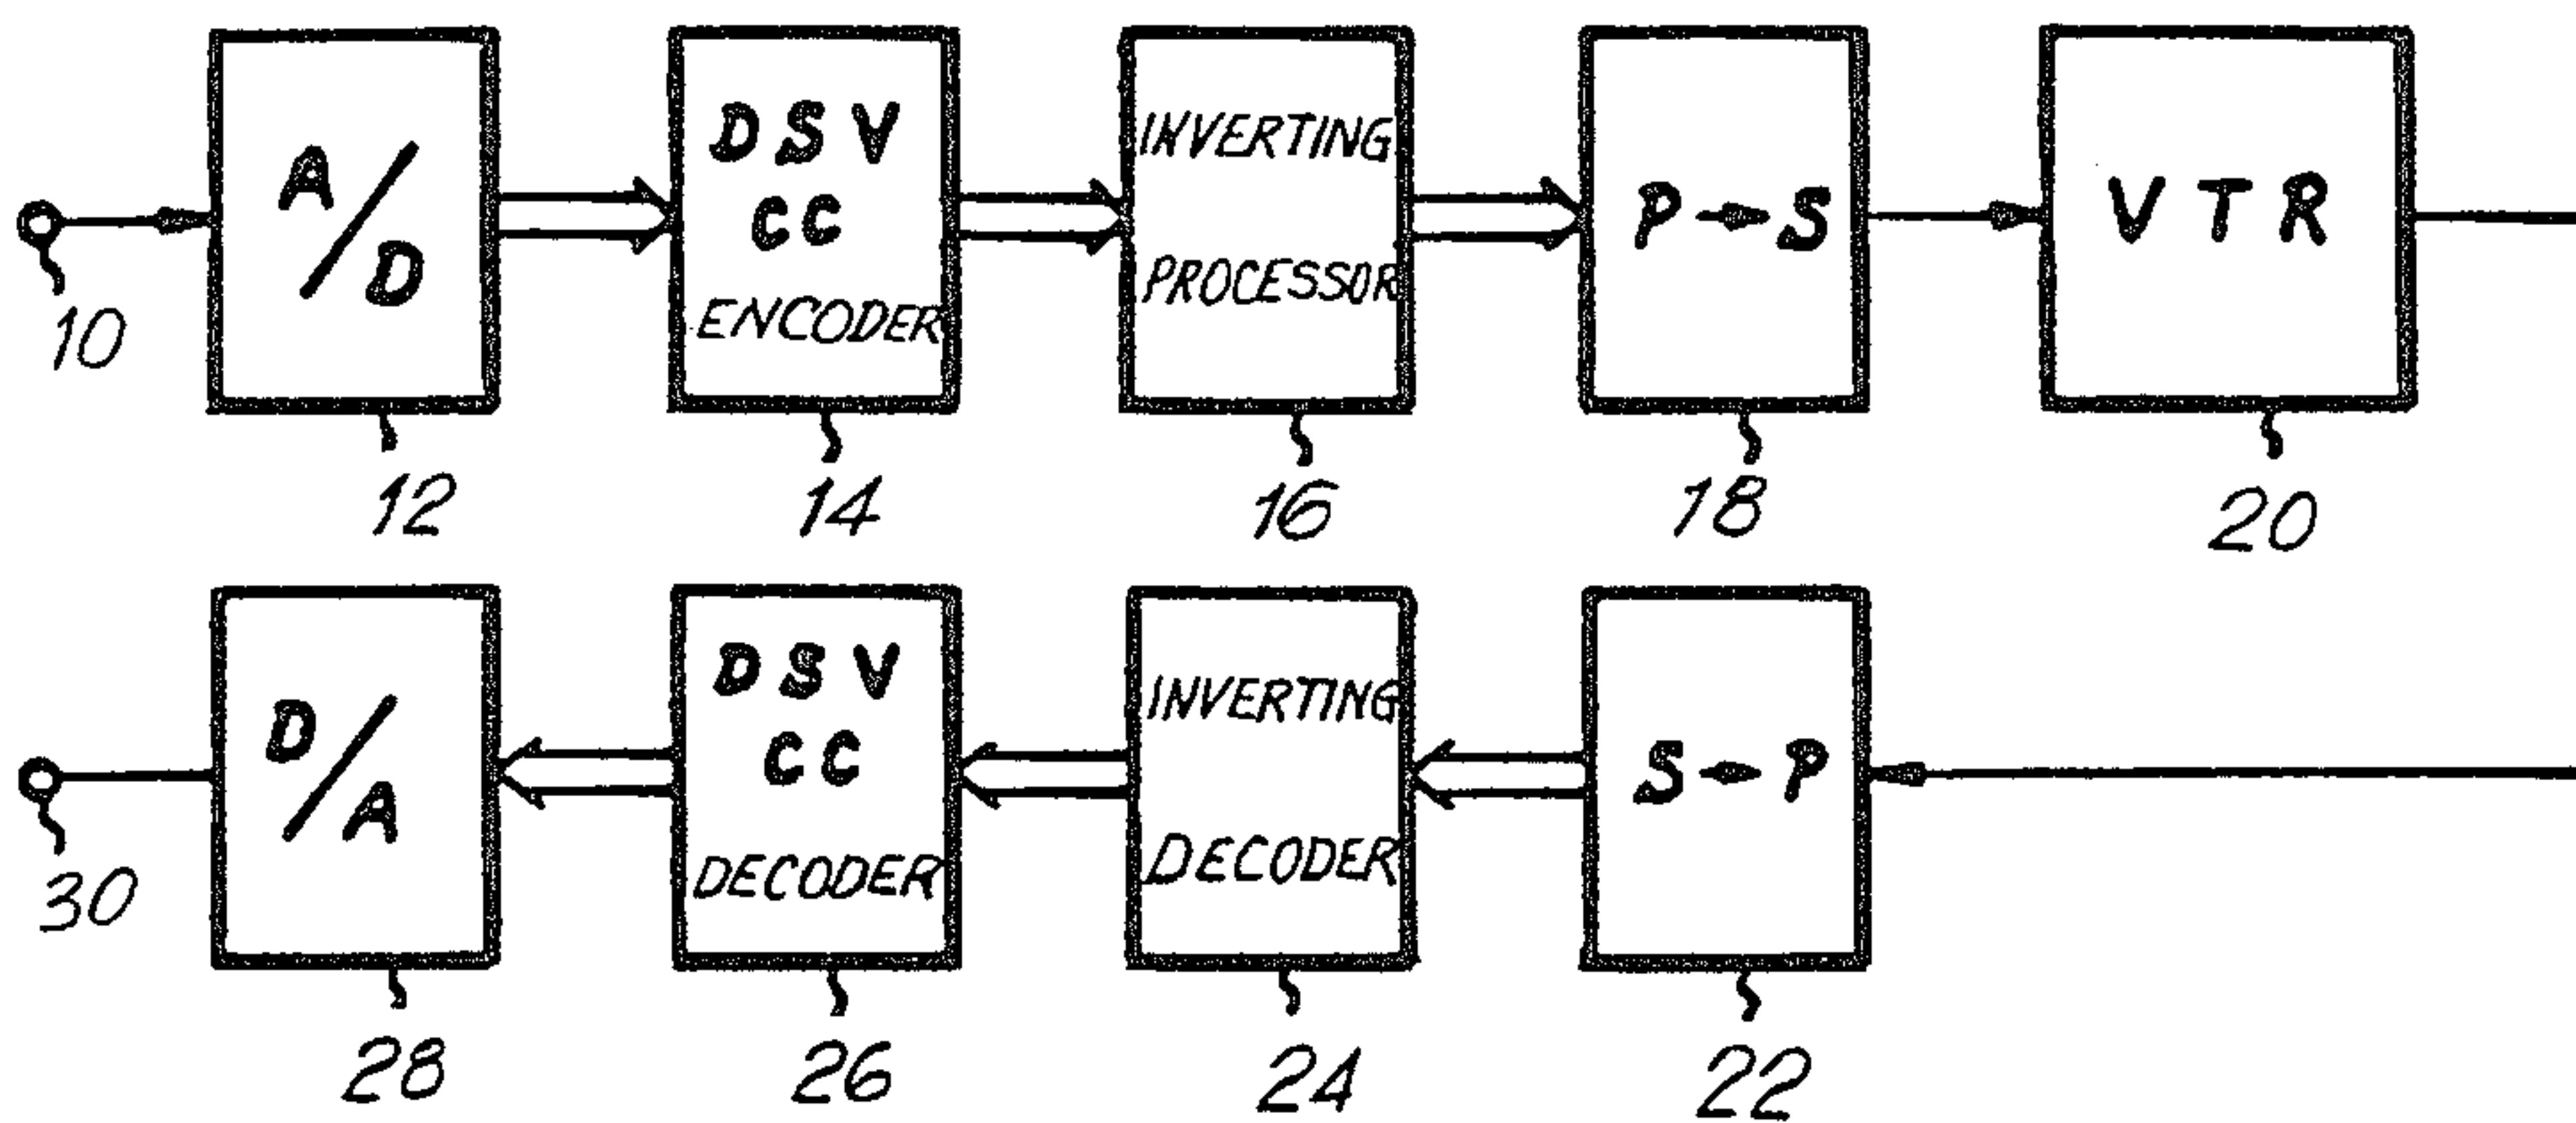 A/D
DSV
CC
ENCODER
INVERTING
PROCESSOR
P→S
VTR
10
12
14
16
18
20
D/A
DSV
CC
DECODER
INVERTING
DECODER
S→P
30
28
26
24
22